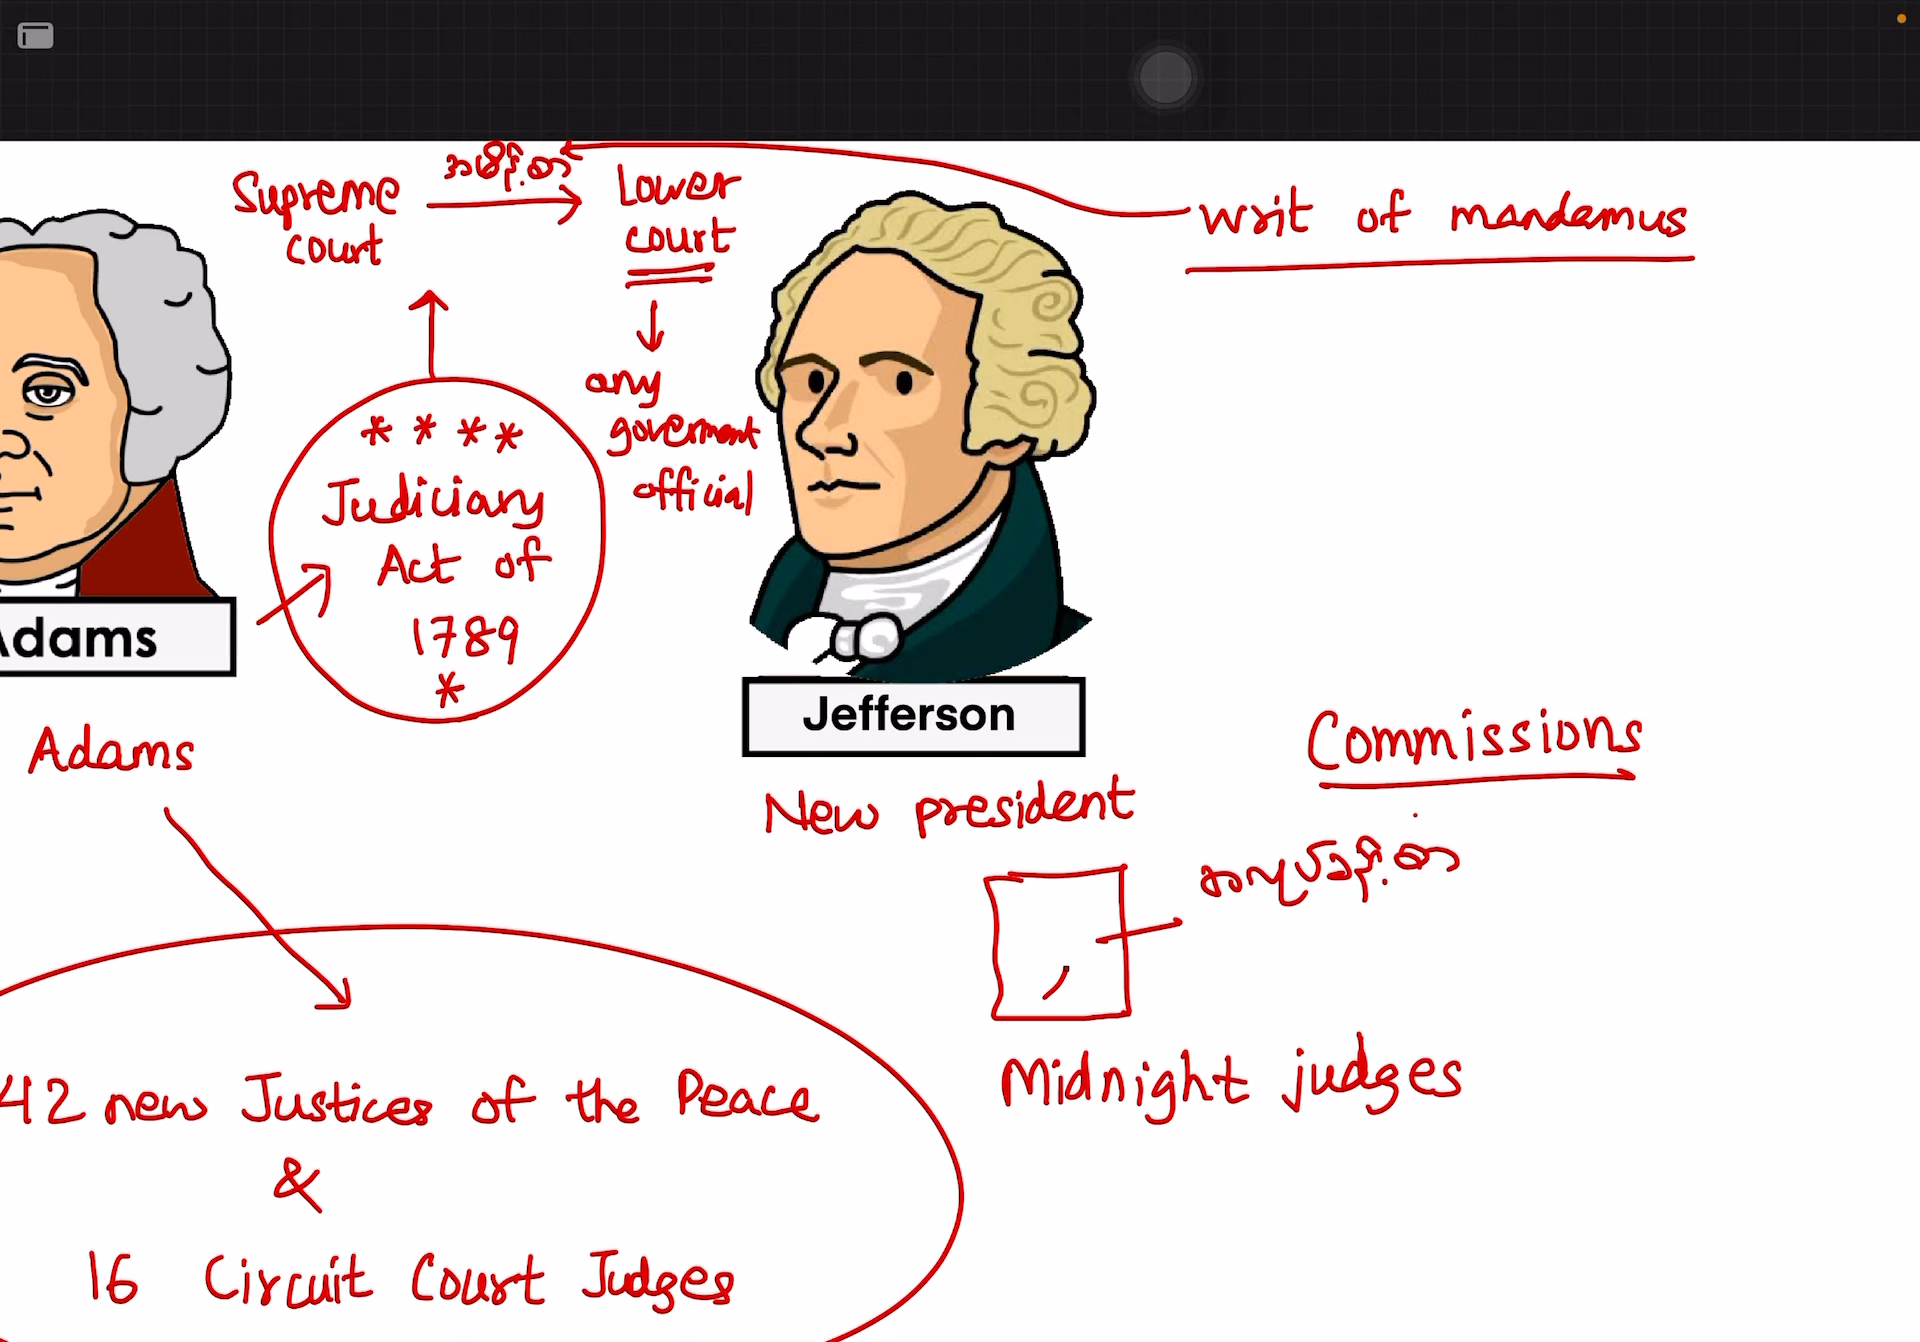 Supreme
court
Lower
court
writ of mandamus
any
goverment
official
* * * *
Judiciary
Act of
1789
*
Adams
Jefferson
Adams
New president
Commissions
Midnight judges
42 new Justices of the Peace
&
16 Circuit Court Judges